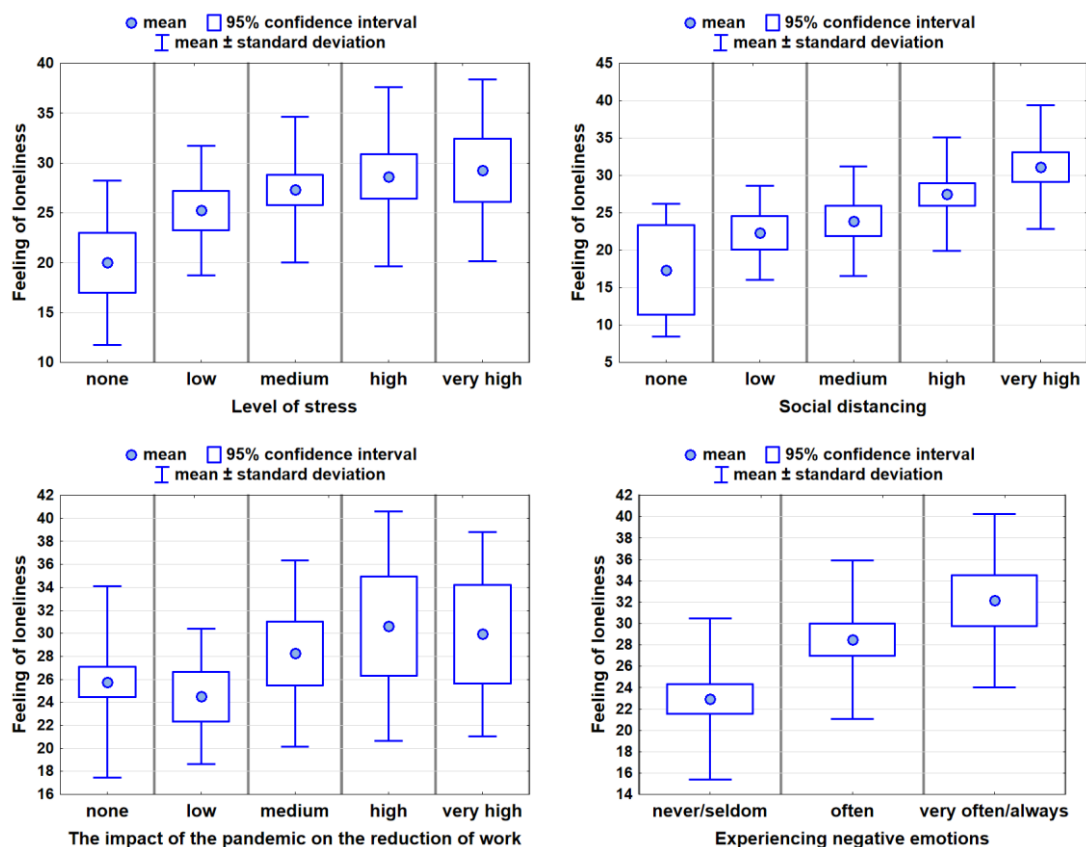 mean 95% confidence interval
mean ± standard deviation
Feeling of loneliness
40
35
30
25
20
15
10
none low medium high very high
Level of stress
mean 95% confidence interval
mean ± standard deviation
Feeling of loneliness
45
40
35
30
25
20
15
10
5
none low medium high very high
Social distancing
mean 95% confidence interval
mean ± standard deviation
Feeling of loneliness
42
40
38
36
34
32
30
28
26
24
22
20
18
16
none low medium high very high
The impact of the pandemic on the reduction of work
mean 95% confidence interval
mean ± standard deviation
Feeling of loneliness
42
40
38
36
34
32
30
28
26
24
22
20
18
16
14
never/seldom often very often/always
Experiencing negative emotions